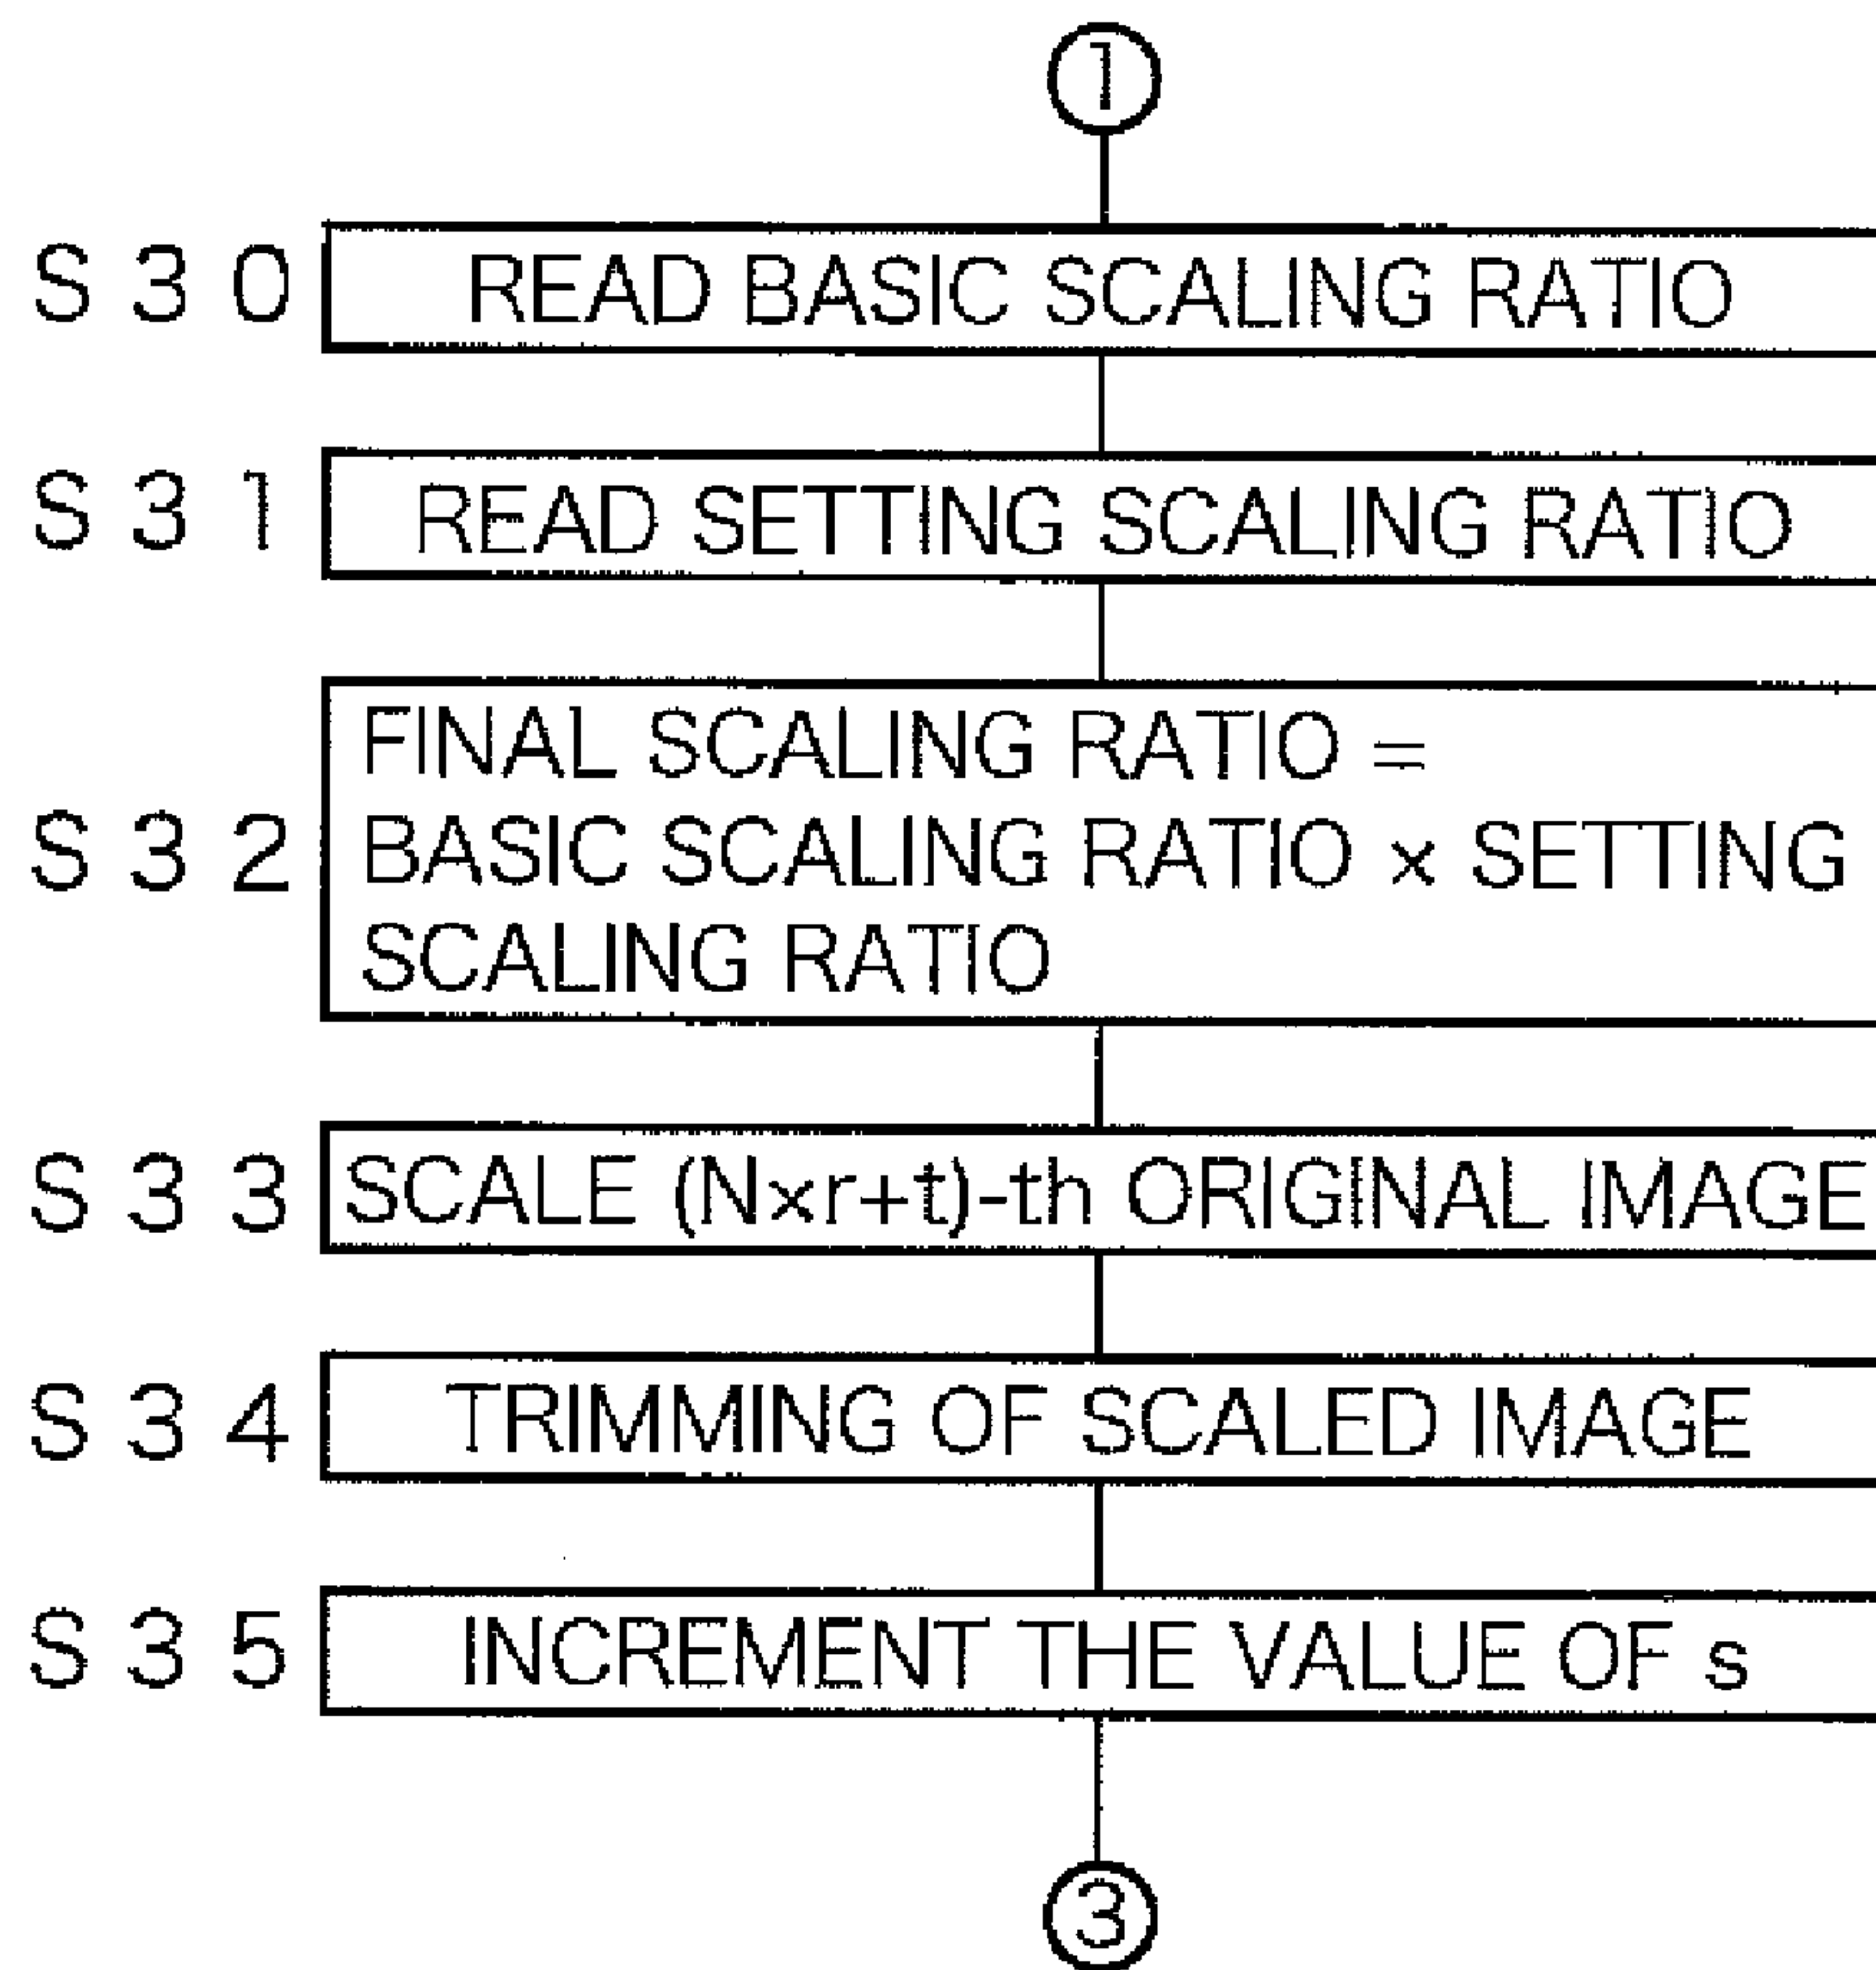 1
S30 READ BASIC SCALING RATIO
S31 READ SETTING SCALING RATIO
FINAL SCALING RATIO =
S32 BASIC SCALING RATIO x SETTING
SCALING RATIO
S33 SCALE (Nxr+t)-th ORIGINAL IMAGE
S34 TRIMMING OF SCALED IMAGE
S35 INCREMENT THE VALUE OF s
3